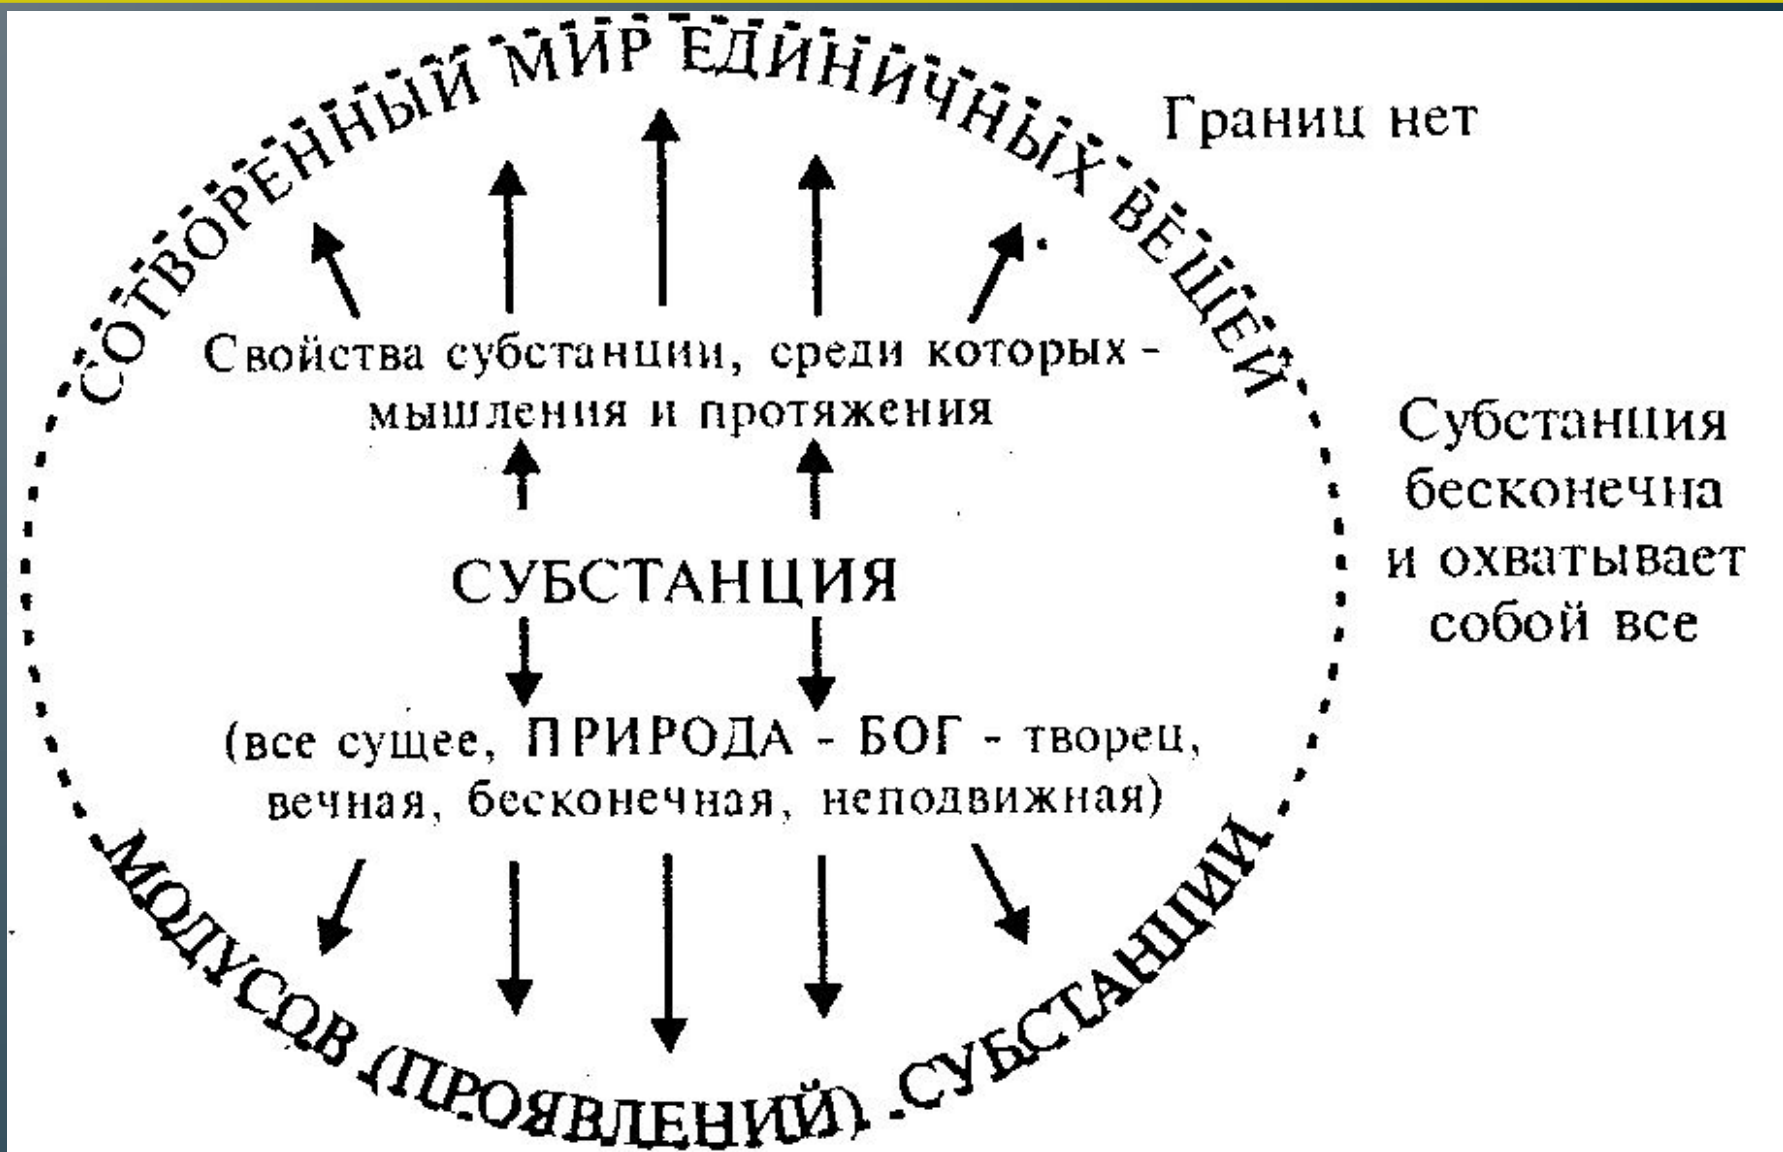 СОТВОРЕННЫЙ МИР ЕДИНИЧНЫХ ВЕЩЕЙ
Границ нет
Свойства субстанции, среди которых -
мышления и протяжения
Субстанция
бесконечна
и охватывает
собой все
СУБСТАНЦИЯ
(все сущее, ПРИРОДА - БОГ - творец,
вечная, бесконечная, неподвижная)
МОДУСОВ (ПРОЯВЛЕНИЙ) СУБСТАНЦИИ